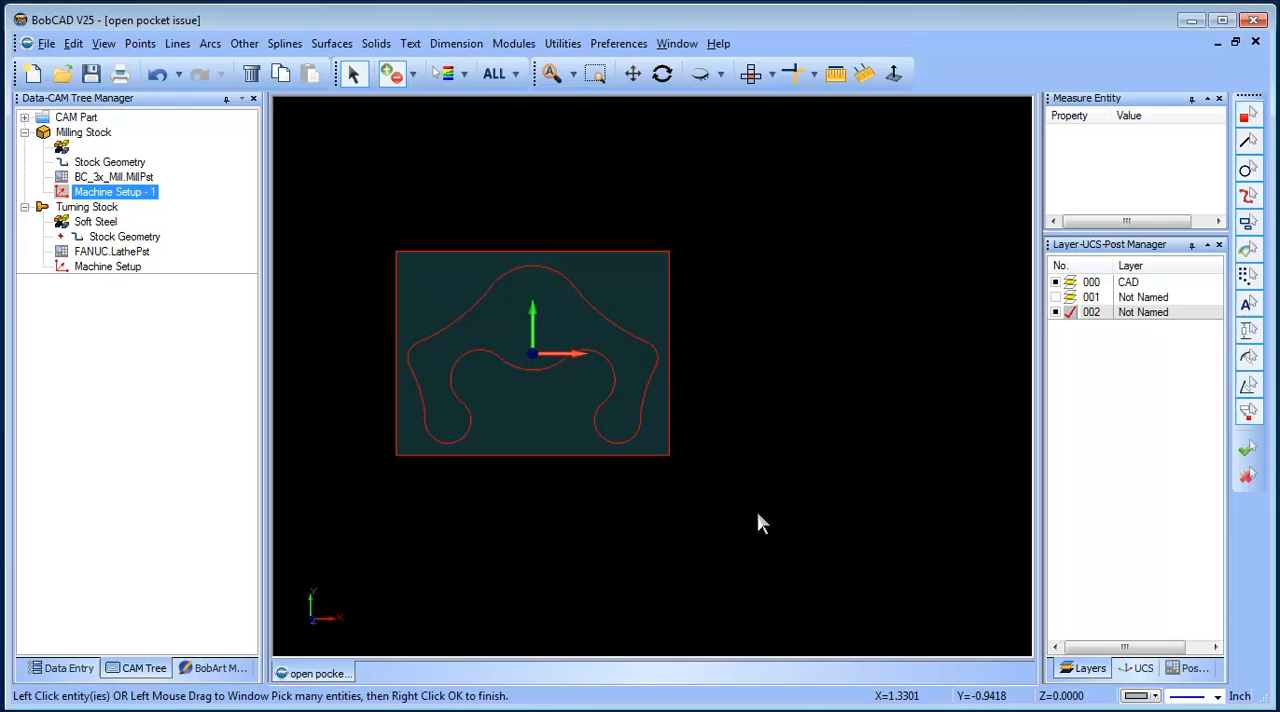 BobCAD V25 - [open pocket issue]
File Edit View Points Lines Arcs Other Splines Surfaces Solids Text Dimension Modules Utilities Preferences Window Help
ALL
Data-CAM Tree Manager
CAM Part
Milling Stock
Stock Geometry
BC_3x_Mill.MillPst
Machine Setup - 1
Turning Stock
Soft Steel
Stock Geometry
FANUC.LathePst
Machine Setup
Data Entry CAM Tree BobArt M...
Y
X
Z
open pocke...
Measure Entity
Property Value
Layer-UCS-Post Manager
No. Layer
000 CAD
001 Not Named
002 Not Named
Layers UCS Pos...
A
Left Click entity(ies) OR Left Mouse Drag to Window Pick many entities, then Right Click OK to finish. X=1.3301 Y=-0.9418 Z=0.0000 Inch